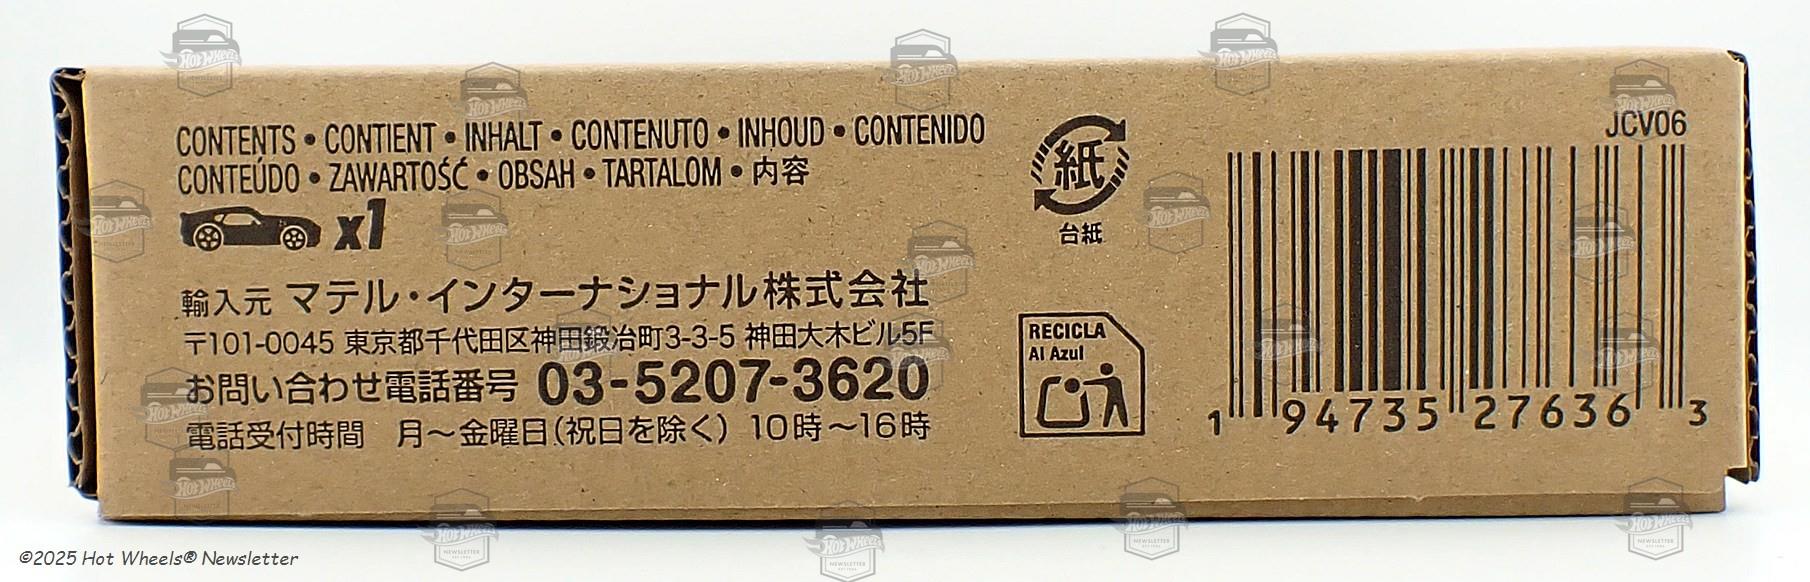 CONTENTS • CONTIENT • INHALT • CONTENUTO • INHOUD • CONTENIDO
CONTEÚDO • ZAWARTOŚĆ • OBSAH • TARTALOM • 内容
x1
輸入元 マテル・インターナショナル株式会社
〒101-0045 東京都千代田区神田鍛冶町3-3-5 神田大木ビル5F
お問い合わせ電話番号 03-5207-3620
電話受付時間 月～金曜日(祝日を除く) 10時～16時
紙
台紙
RECICLA
Al Azul
JCV06
1 94735 27636 3
©2025 Hot Wheels® Newsletter